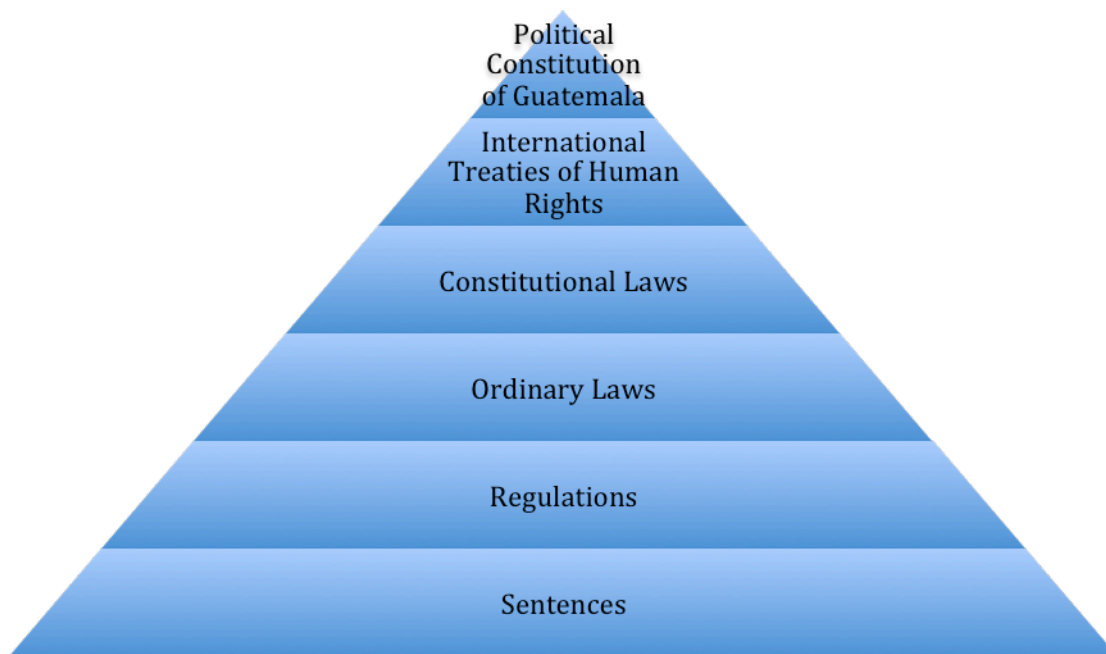 Political
Constitution
of Guatemala
International
Treaties of Human
Rights
Constitutional Laws
Ordinary Laws
Regulations
Sentences